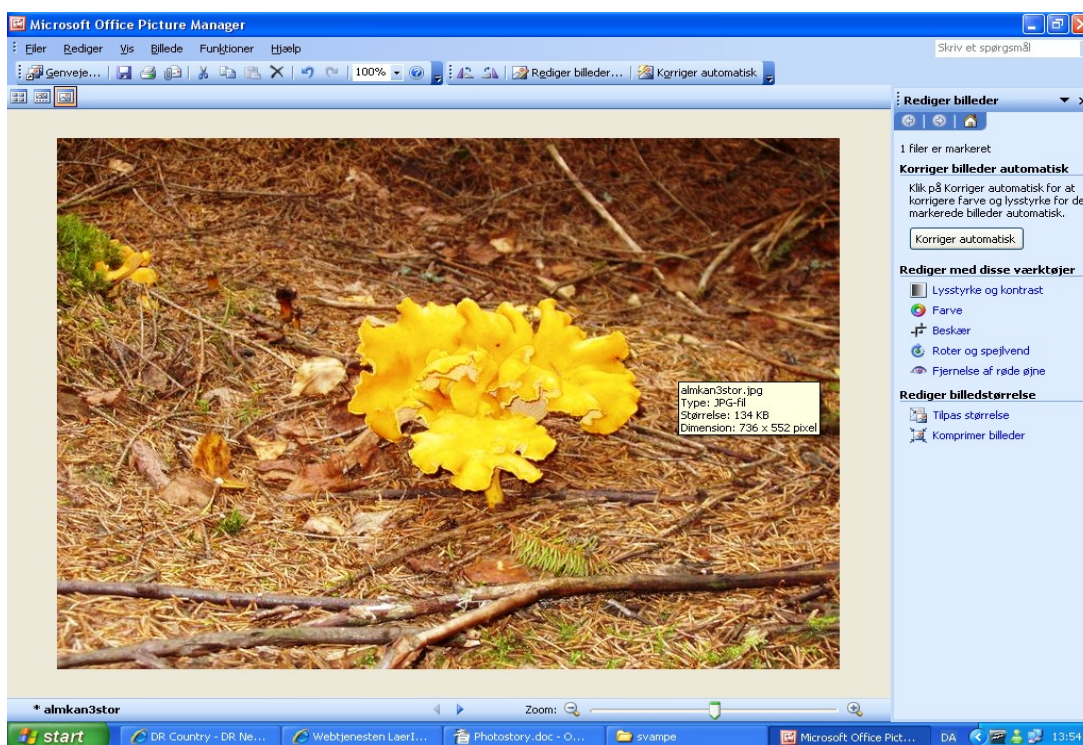 Microsoft Office Picture Manager
Filer Rediger Vis Billede Funktioner Hjælp
Skriv et spørgsmål
Genveje... 100% Rediger billeder... Korriger automatisk
Rediger billeder
1 filer er markeret
Korriger billeder automatisk
Klik på Korriger automatisk for at
korrigere farve og lysstyrke for de
markerede billeder automatisk.
Korriger automatisk
Rediger med disse værktøjer
Lysstyrke og kontrast
Farve
Beskær
Roter og spejlvend
Fjernelse af røde øjne
Rediger billedstørrelse
Tilpas størrelse
Komprimer billeder
almkan3stor.jpg
Type: JPG-fil
Størrelse: 134 KB
Dimension: 736 x 552 pixel
* almkan3stor
Zoom:
start DR Country - DR Ne... Webtjenesten LaerI... Photostory.doc - O... svampe Microsoft Office Pict... DA 13:54